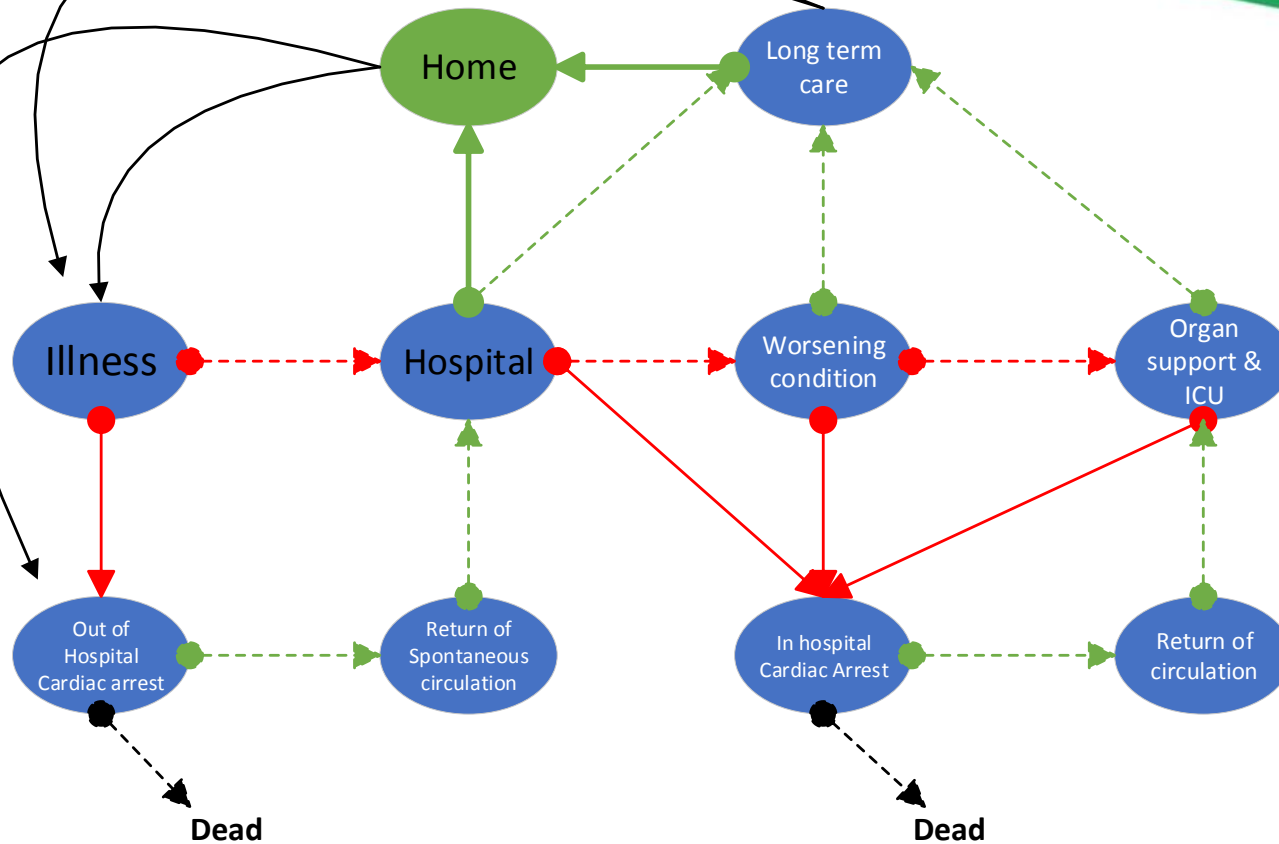 Home
Long term
care
Illness
Hospital
Worsening
condition
Organ
support &
ICU
Out of
Hospital
Cardiac arrest
Return of
Spontaneous
circulation
In hospital
Cardiac Arrest
Return of
circulation
Dead
Dead